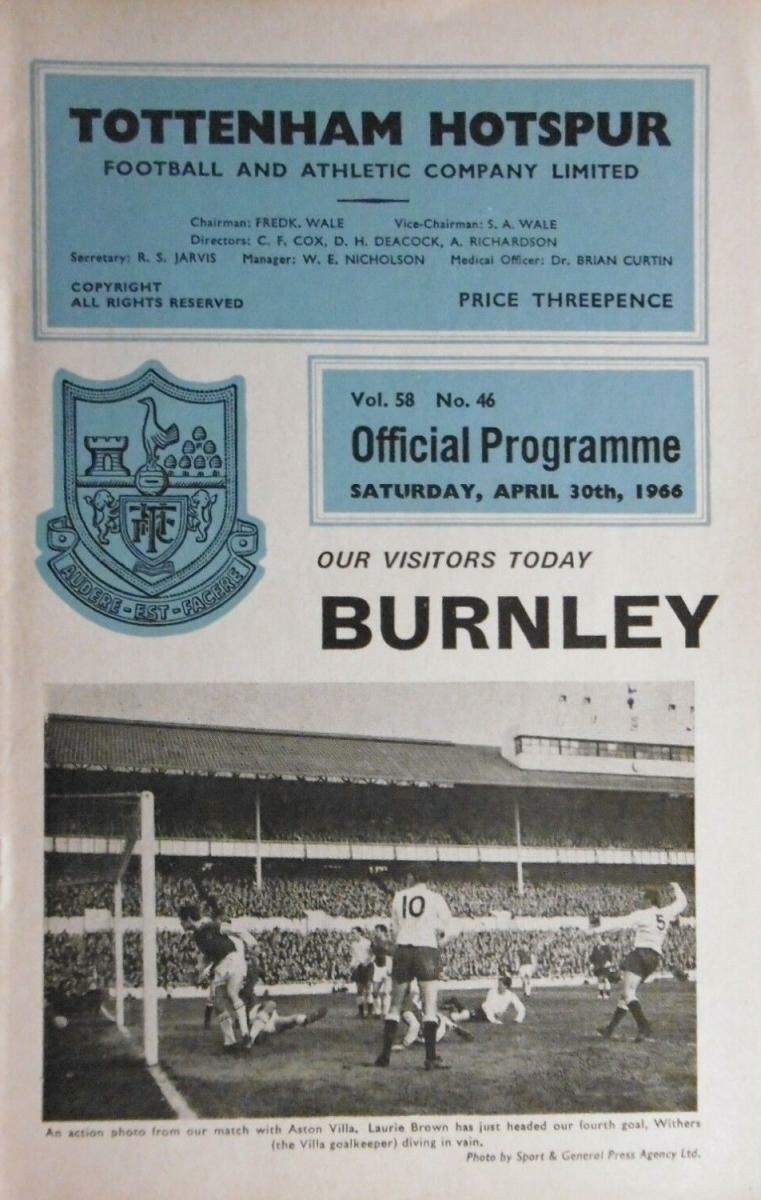 TOTTENHAM HOTSPUR
FOOTBALL AND ATHLETIC COMPANY LIMITED
Chairman: FREDK. WALE Vice-Chairman: S. A. WALE
Directors: C. F. COX, D. H. DEACOCK, A. RICHARDSON
Secretary: R. S. JARVIS Manager: W. E. NICHOLSON Medical Officer: Dr. BRIAN CURTIN
COPYRIGHT
ALL RIGHTS RESERVED
PRICE THREEPENCE
Vol. 58 No. 46
Official Programme
SATURDAY, APRIL 30th, 1966
AUDERE-EST-FACERE
OUR VISITORS TODAY
BURNLEY
10
5
An action photo from our match with Aston Villa. Laurie Brown has just headed our fourth goal, Withers
(the Villa goalkeeper) diving in vain.
Photo by Sport & General Press Agency Ltd.